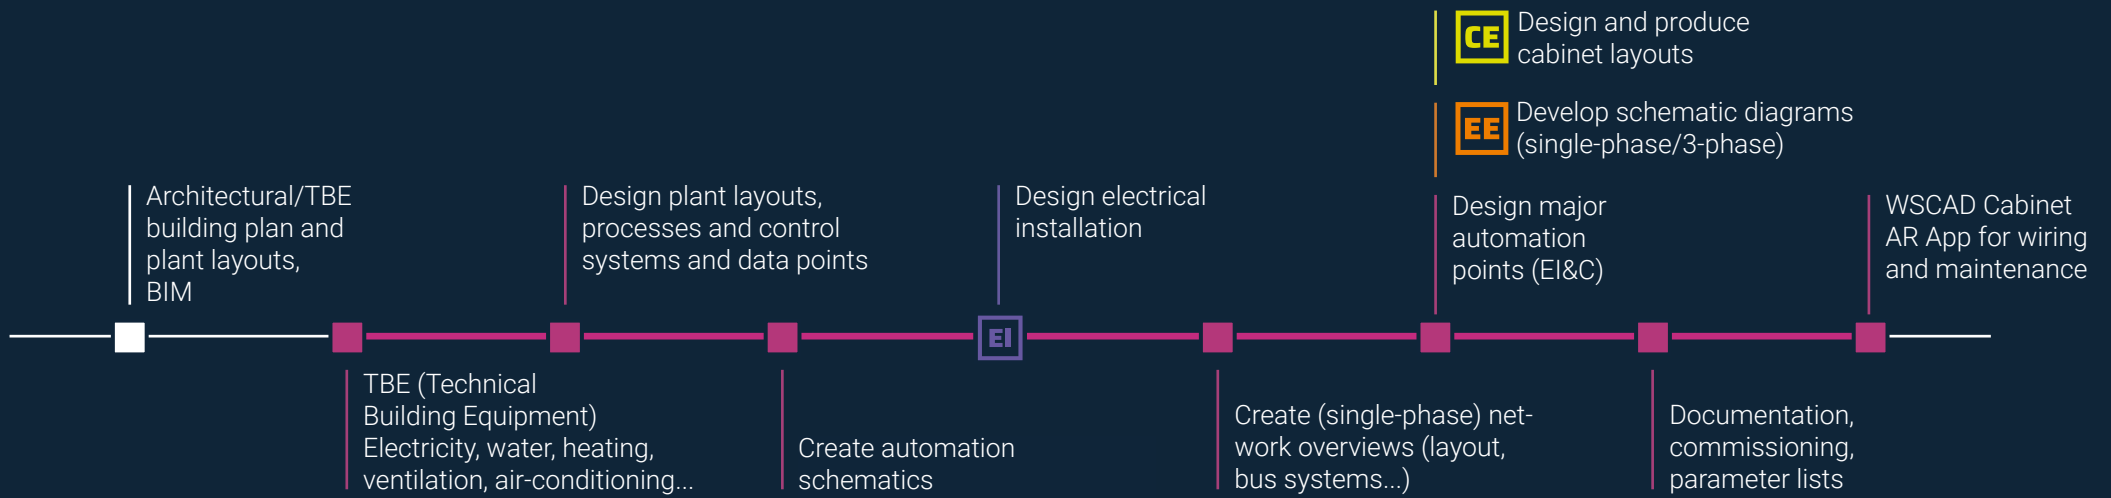 CE
Design and produce
cabinet layouts
EE
Develop schematic diagrams
(single-phase/3-phase)
Architectural/TBE
building plan and
plant layouts,
BIM
Design plant layouts,
processes and control
systems and data points
Design electrical
installation
Design major
automation
points (EI&C)
WSCAD Cabinet
AR App for wiring
and maintenance
EI
TBE (Technical
Building Equipment)
Electricity, water, heating,
ventilation, air-conditioning...
Create automation
schematics
Create (single-phase) net-
work overviews (layout,
bus systems...)
Documentation,
commissioning,
parameter lists